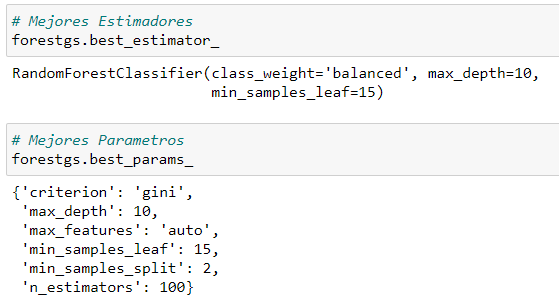 # Mejores Estimadores
forestgs.best_estimator_
RandomForestClassifier(class_weight='balanced', max_depth=10,
min_samples_leaf=15)
# Mejores Parametros
forestgs.best_params_
{'criterion': 'gini',
'max_depth': 10,
'max_features': 'auto',
'min_samples_leaf': 15,
'min_samples_split': 2,
'n_estimators': 100}